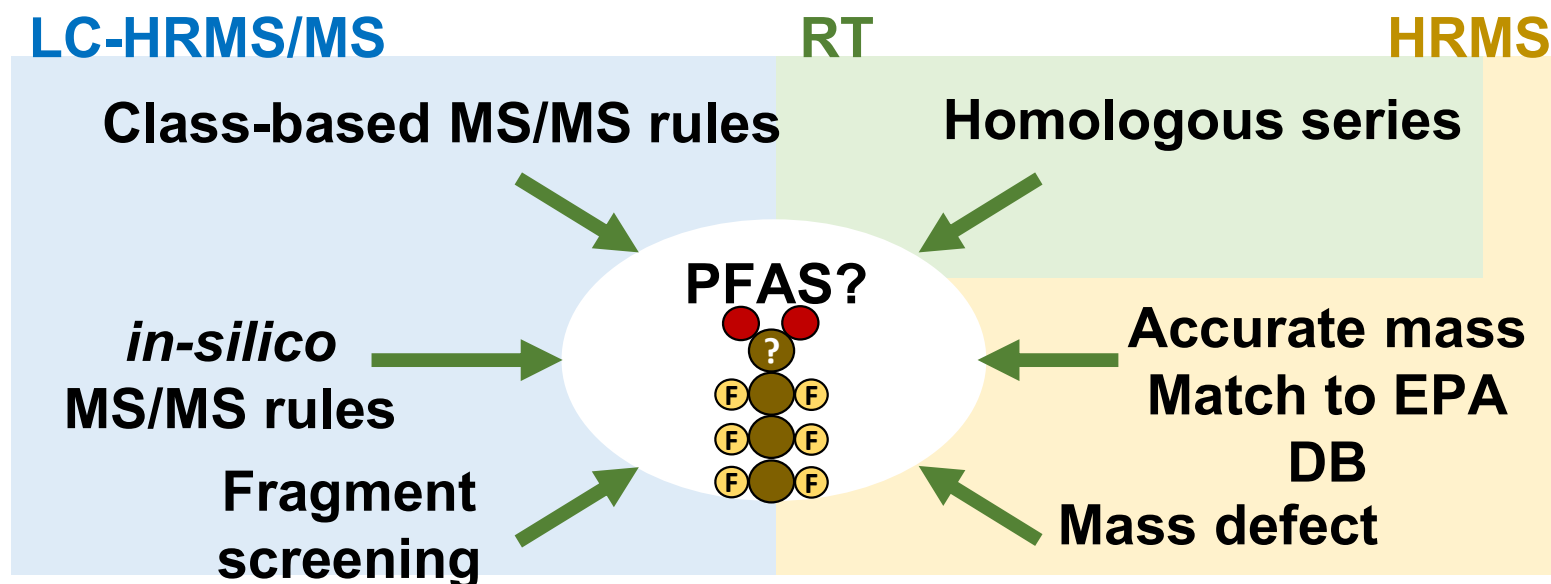 LC-HRMS/MS
RT
HRMS
Class-based MS/MS rules
Homologous series
PFAS?
in-silico
MS/MS rules
Accurate mass
Match to EPA
DB
?
F F
F F
F F
Fragment
screening
Mass defect